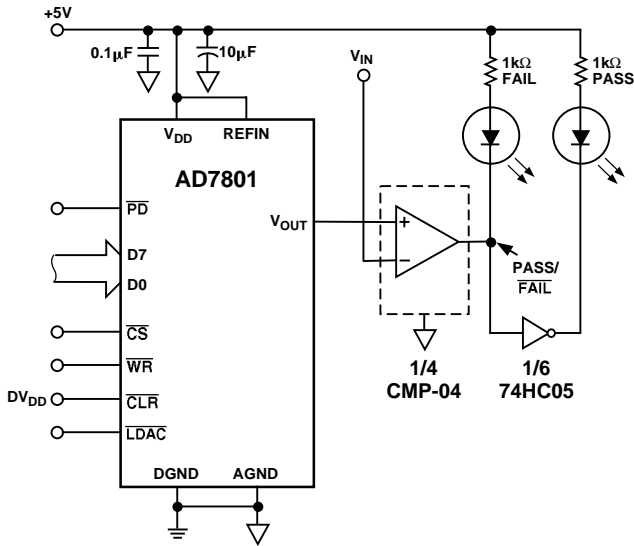 +5V
0.1μF
10μF
VIN
1kΩ
FAIL
1kΩ
PASS
VDD
REFIN
AD7801
PD
VOUT
+
−
D7
D0
PASS/
FAIL
CS
WR
DVDD
CLR
LDAC
1/4
CMP-04
1/6
74HC05
DGND
AGND